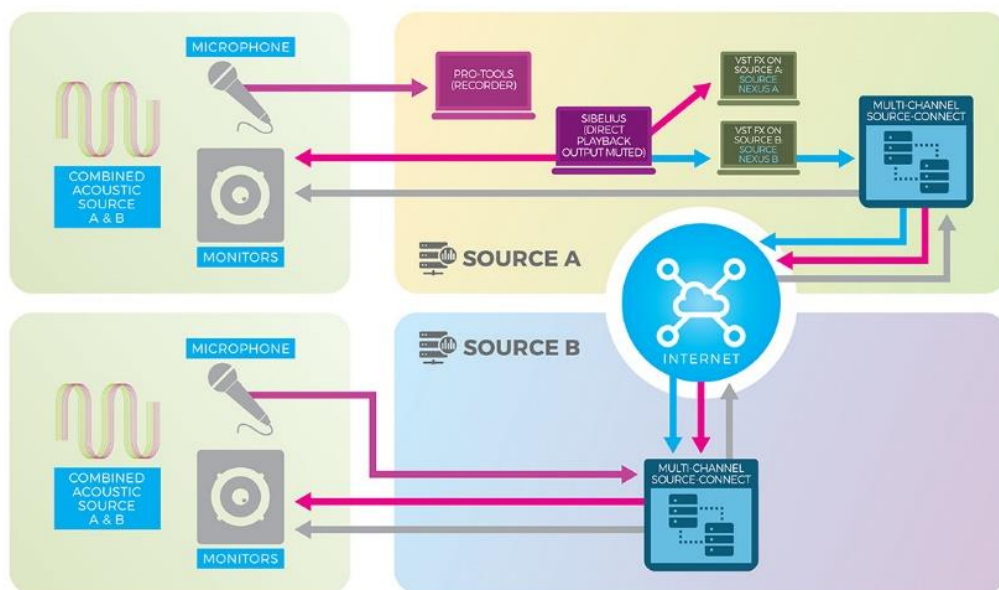 MICROPHONE
COMBINED
ACOUSTIC
SOURCE
A & B
MONITORS
PRO-TOOLS
(RECORDER)
SIBELIUS
(DIRECT
PLAYBACK
OUTPUT MUTED)
VST FX ON
SOURCE A:
SOURCE
NEXUS A
VST FX ON
SOURCE B:
SOURCE
NEXUS B
MULTI-CHANNEL
SOURCE-CONNECT
SOURCE A
INTERNET
MICROPHONE
COMBINED
ACOUSTIC
SOURCE
A & B
MONITORS
SOURCE B
MULTI-CHANNEL
SOURCE-CONNECT